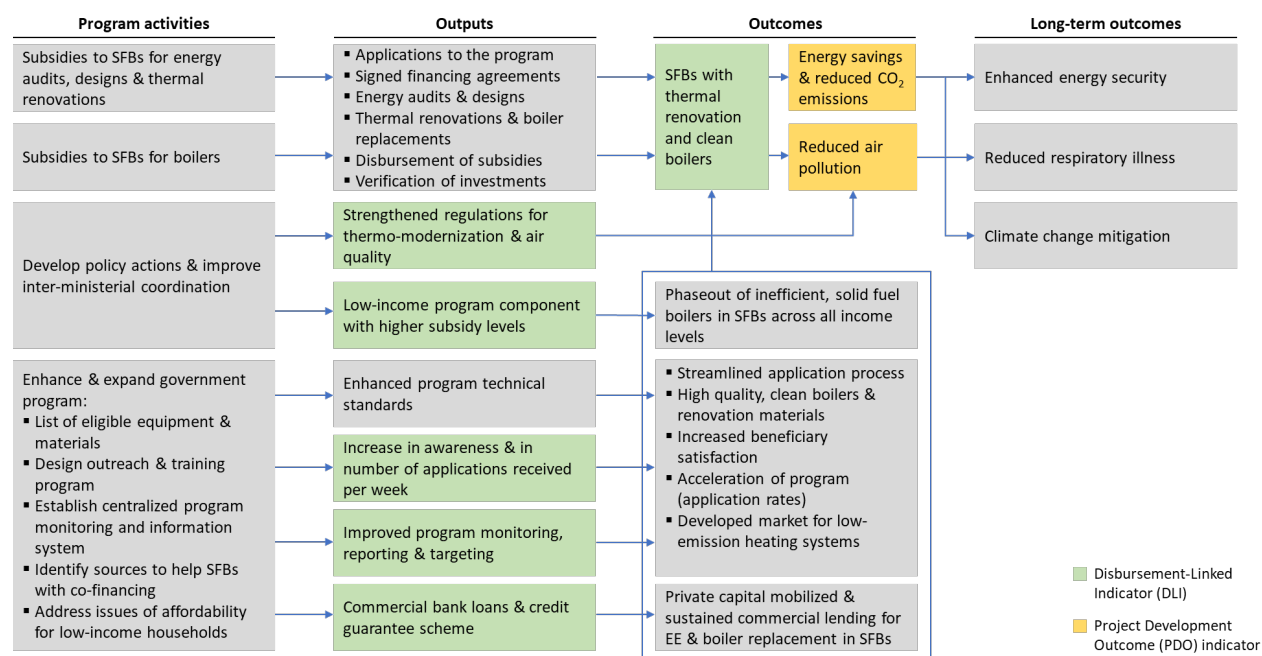 Program activities
Outputs
Outcomes
Long-term outcomes
Subsidies to SFBs for energy
audits, designs & thermal
renovations
Subsidies to SFBs for boilers
▪ Applications to the program
▪ Signed financing agreements
▪ Energy audits & designs
▪ Thermal renovations & boiler
replacements
▪ Disbursement of subsidies
▪ Verification of investments
SFBs with
thermal
renovation
and clean
boilers
Energy savings
& reduced CO₂
emissions
Reduced air
pollution
Enhanced energy security
Reduced respiratory illness
Climate change mitigation
Develop policy actions & improve
inter-ministerial coordination
Strengthened regulations for
thermo-modernization & air
quality
Low-income program component
with higher subsidy levels
Phaseout of inefficient, solid fuel
boilers in SFBs across all income
levels
Enhance & expand government
program:
▪ List of eligible equipment &
materials
▪ Design outreach & training
program
▪ Establish centralized program
monitoring and information
system
▪ Identify sources to help SFBs
with co-financing
▪ Address issues of affordability
for low-income households
Enhanced program technical
standards
Increase in awareness & in
number of applications received
per week
Improved program monitoring,
reporting & targeting
Commercial bank loans & credit
guarantee scheme
▪ Streamlined application process
▪ High quality, clean boilers &
renovation materials
▪ Increased beneficiary
satisfaction
▪ Acceleration of program
(application rates)
▪ Developed market for low-
emission heating systems
Private capital mobilized &
sustained commercial lending for
EE & boiler replacement in SFBs
Disbursement-Linked
Indicator (DLI)
Project Development
Outcome (PDO) indicator